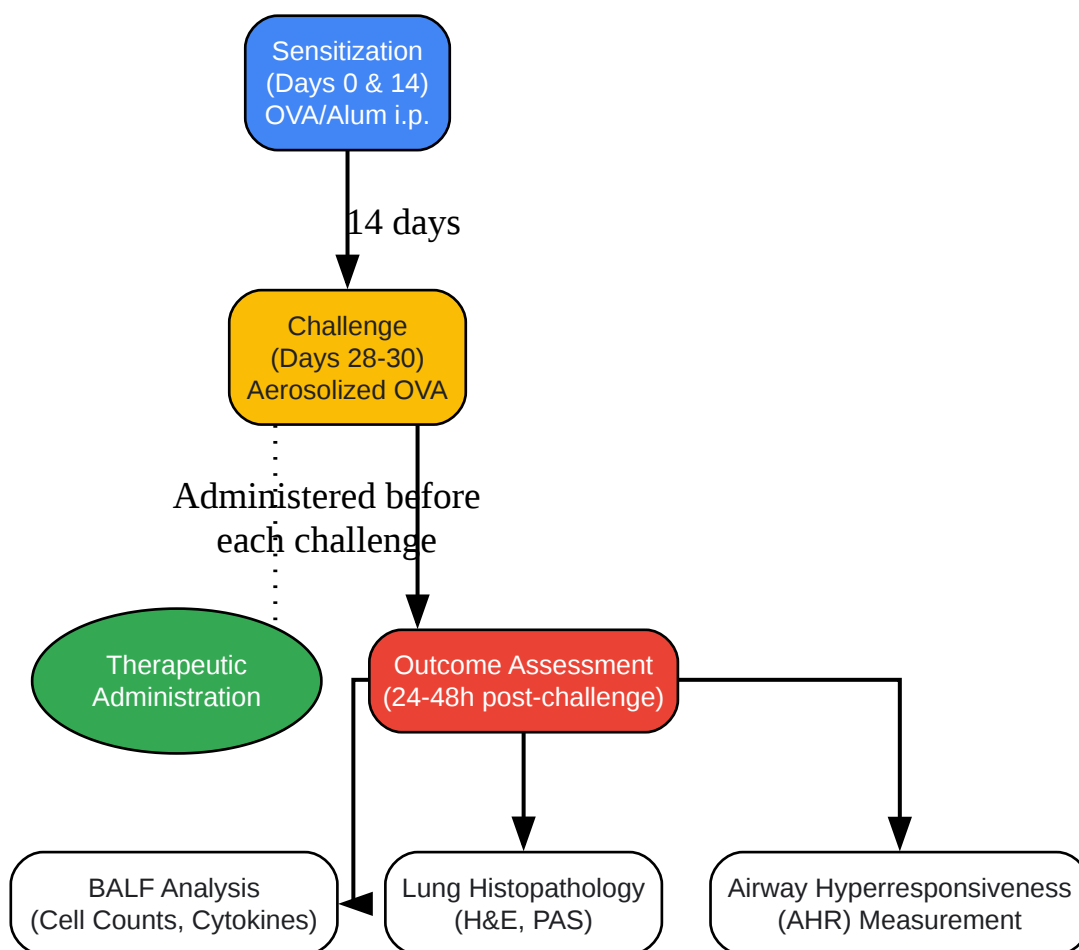 Sensitization
(Days 0 & 14)
OVA/Alum i.p.
14 days
Challenge
(Days 28-30)
Aerosolized OVA
Administered before
each challenge
Therapeutic
Administration
Outcome Assessment
(24-48h post-challenge)
BALF Analysis
(Cell Counts, Cytokines)
Lung Histopathology
(H&E, PAS)
Airway Hyperresponsiveness
(AHR) Measurement